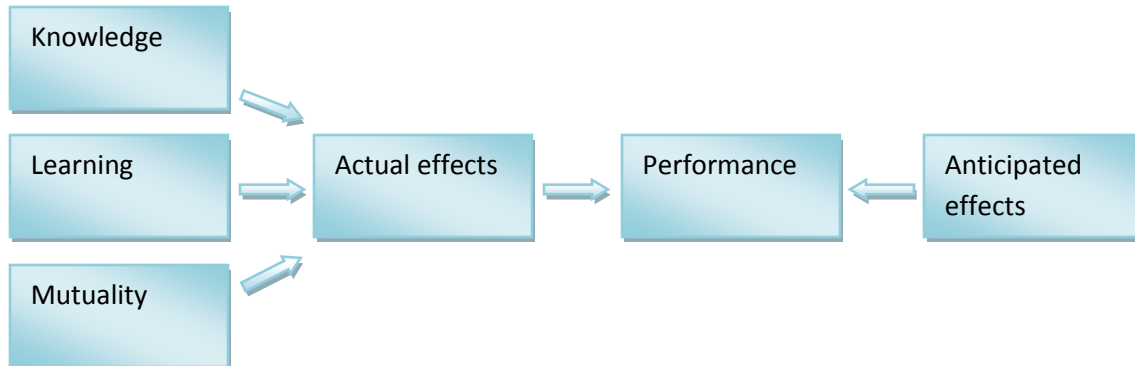 Knowledge
Learning
Actual effects
Performance
Anticipated
effects
Mutuality